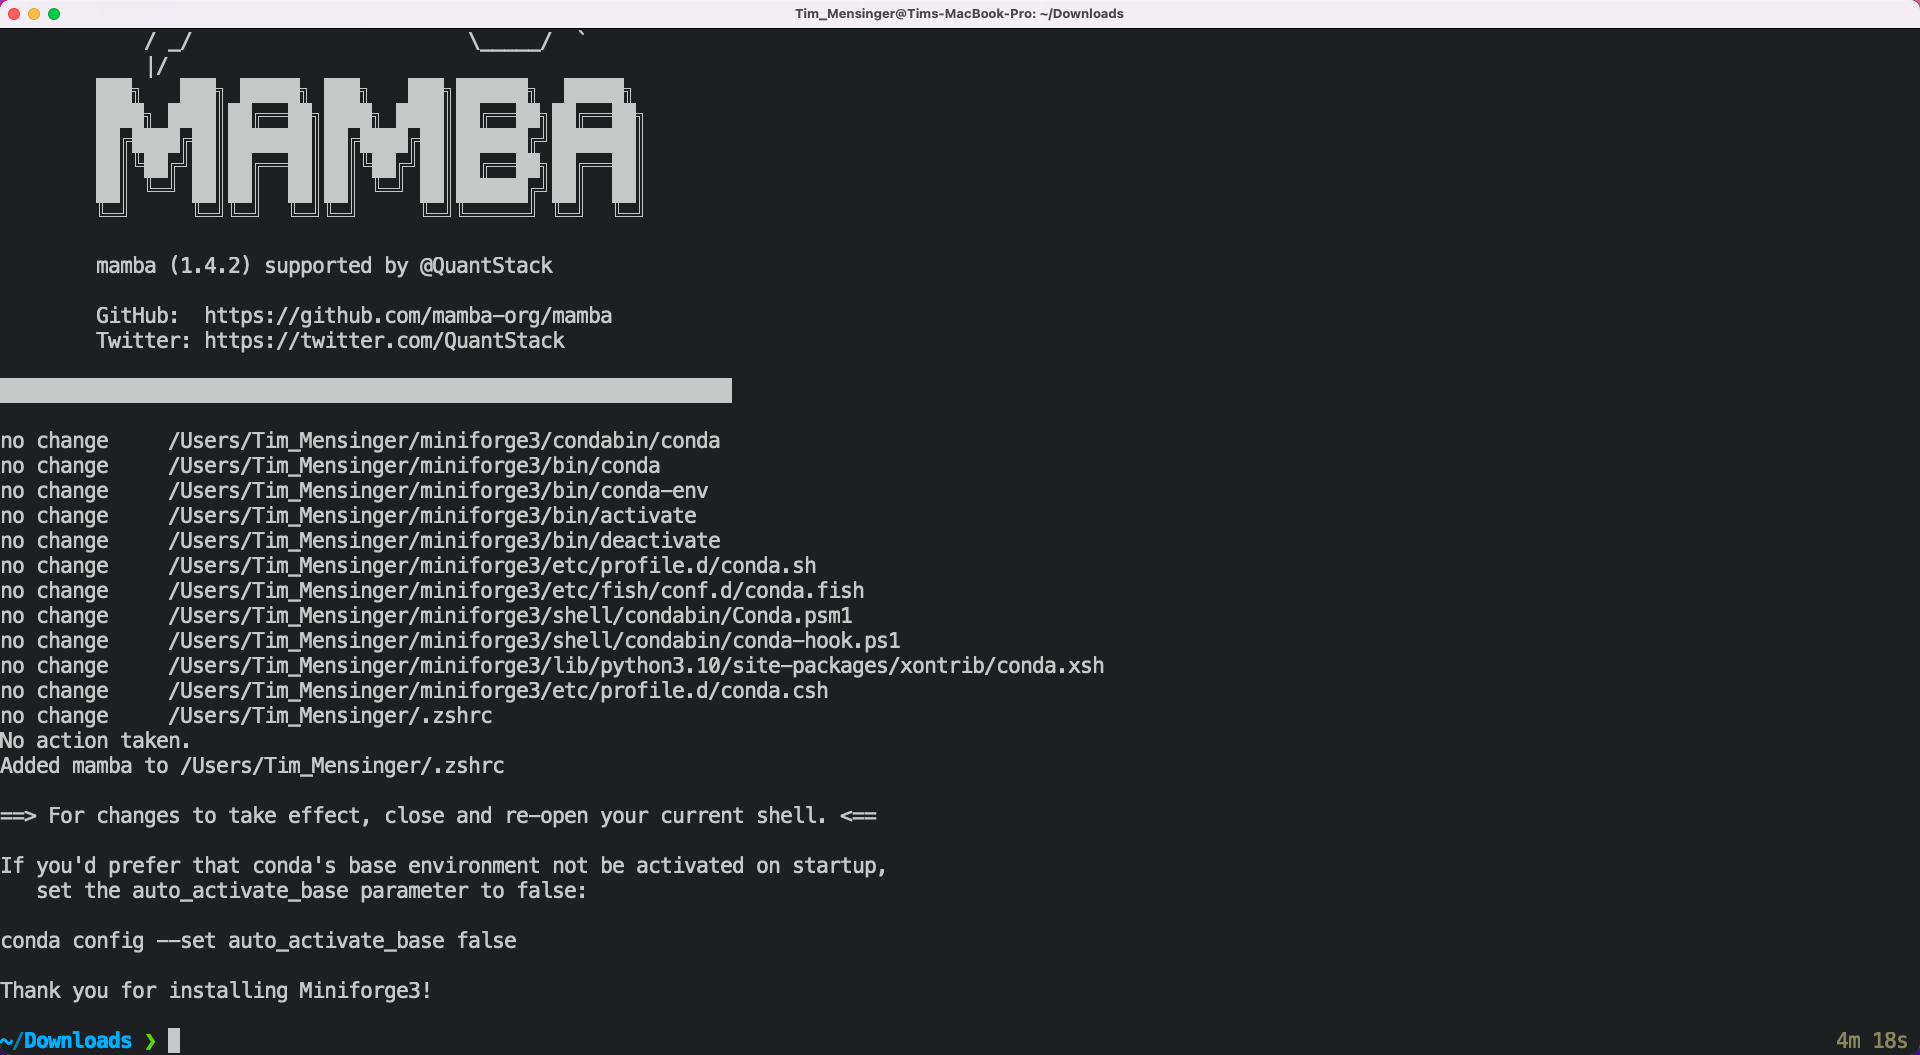 Tim_Mensinger@Tims-MacBook-Pro: ~/Downloads
/ _/                       \_____/  `
|/
MAMBA
mamba (1.4.2) supported by @QuantStack
GitHub:  https://github.com/mamba-org/mamba
Twitter: https://twitter.com/QuantStack
no change     /Users/Tim_Mensinger/miniforge3/condabin/conda
no change     /Users/Tim_Mensinger/miniforge3/bin/conda
no change     /Users/Tim_Mensinger/miniforge3/bin/conda-env
no change     /Users/Tim_Mensinger/miniforge3/bin/activate
no change     /Users/Tim_Mensinger/miniforge3/bin/deactivate
no change     /Users/Tim_Mensinger/miniforge3/etc/profile.d/conda.sh
no change     /Users/Tim_Mensinger/miniforge3/etc/fish/conf.d/conda.fish
no change     /Users/Tim_Mensinger/miniforge3/shell/condabin/Conda.psm1
no change     /Users/Tim_Mensinger/miniforge3/shell/condabin/conda-hook.ps1
no change     /Users/Tim_Mensinger/miniforge3/lib/python3.10/site-packages/xontrib/conda.xsh
no change     /Users/Tim_Mensinger/miniforge3/etc/profile.d/conda.csh
no change     /Users/Tim_Mensinger/.zshrc
No action taken.
Added mamba to /Users/Tim_Mensinger/.zshrc
==> For changes to take effect, close and re-open your current shell. <==
If you'd prefer that conda's base environment not be activated on startup,
   set the auto_activate_base parameter to false:
conda config --set auto_activate_base false
Thank you for installing Miniforge3!
~/Downloads ❯
4m 18s